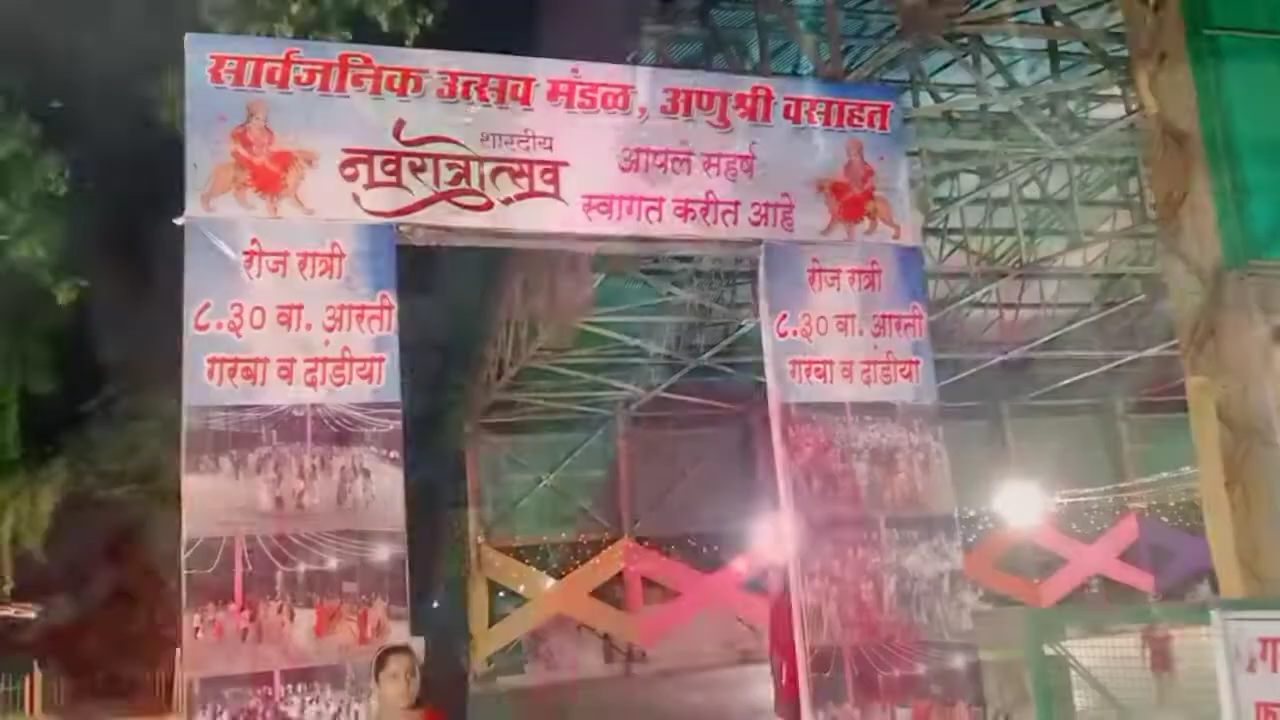 सार्वजनिक उत्सव मंडळ, अणुश्री वसाहत
शारदीय
नवरात्रोत्सव
आपलं सहर्ष
स्वागत करीत आहे
रोज रात्री
८.३० वा. आरती
गरबा व दांडीया
रोज रात्री
८.३० वा. आरती
गरबा व दांडीया